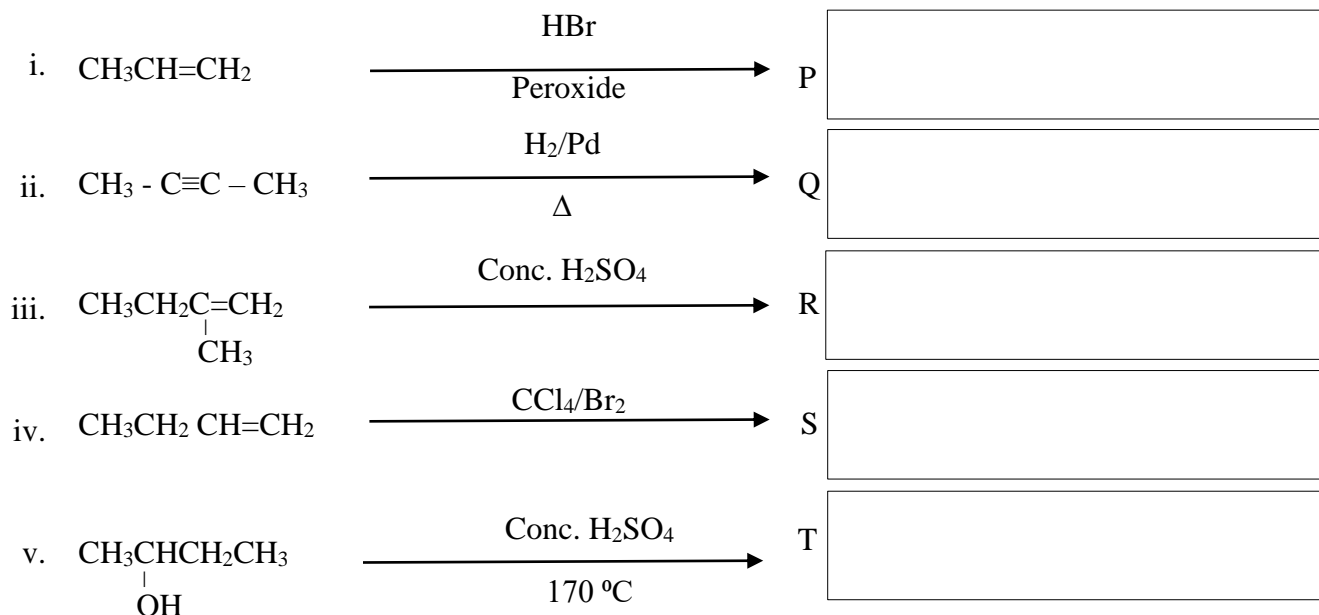 HBr
i. CH₃CH=CH₂ P
Peroxide
H₂/Pd
ii. CH₃ - C≡C – CH₃ Q
Δ
Conc. H₂SO₄
iii. CH₃CH₂C=CH₂ R
CH₃
CCl₄/Br₂
iv. CH₃CH₂ CH=CH₂ S
Conc. H₂SO₄
v. CH₃CHCH₂CH₃ T
170 ºC
OH